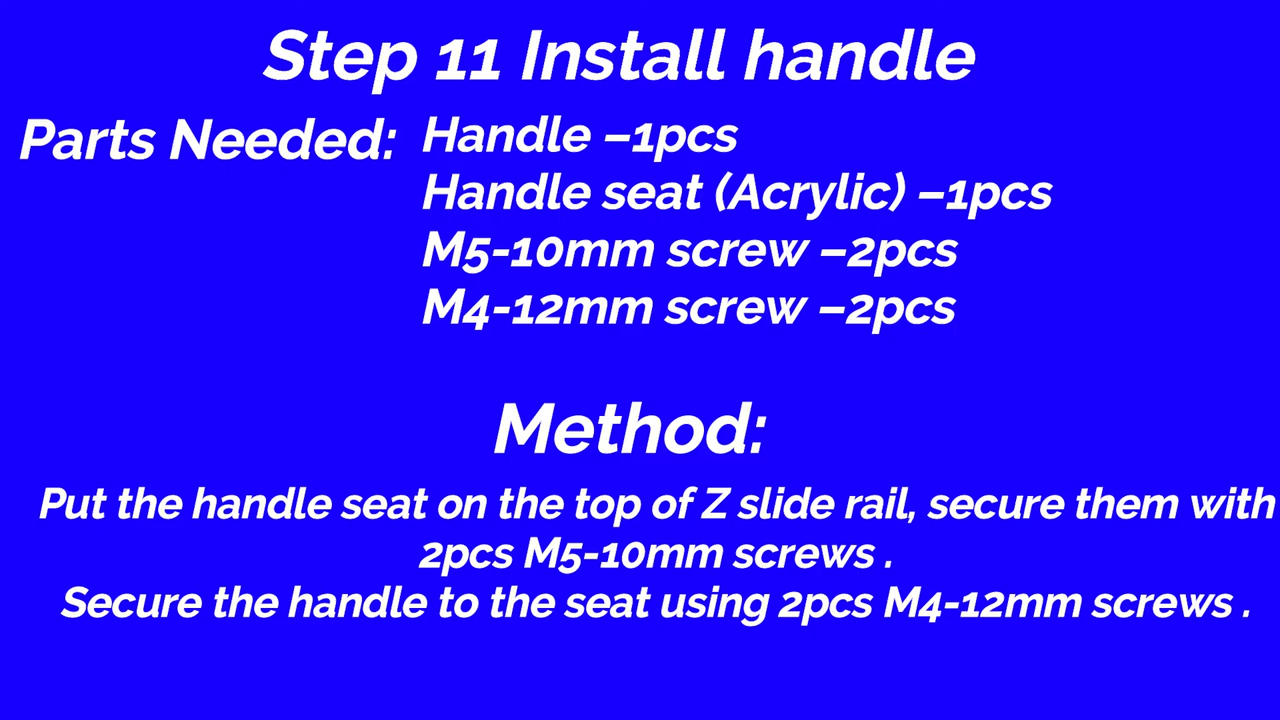 Step 11 Install handle
Parts Needed: Handle –1pcs
Handle seat (Acrylic) –1pcs
M5-10mm screw –2pcs
M4-12mm screw –2pcs
Method:
Put the handle seat on the top of Z slide rail, secure them with
2pcs M5-10mm screws .
Secure the handle to the seat using 2pcs M4-12mm screws .